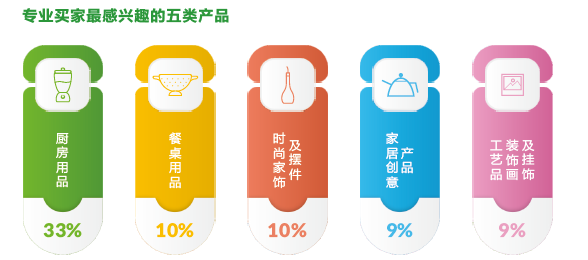 专业买家最感兴趣的五类产品
厨房用品
33%
餐桌用品
10%
时尚家饰
及摆件
10%
家居创意
产品
9%
工艺品
装饰画
及挂饰
9%